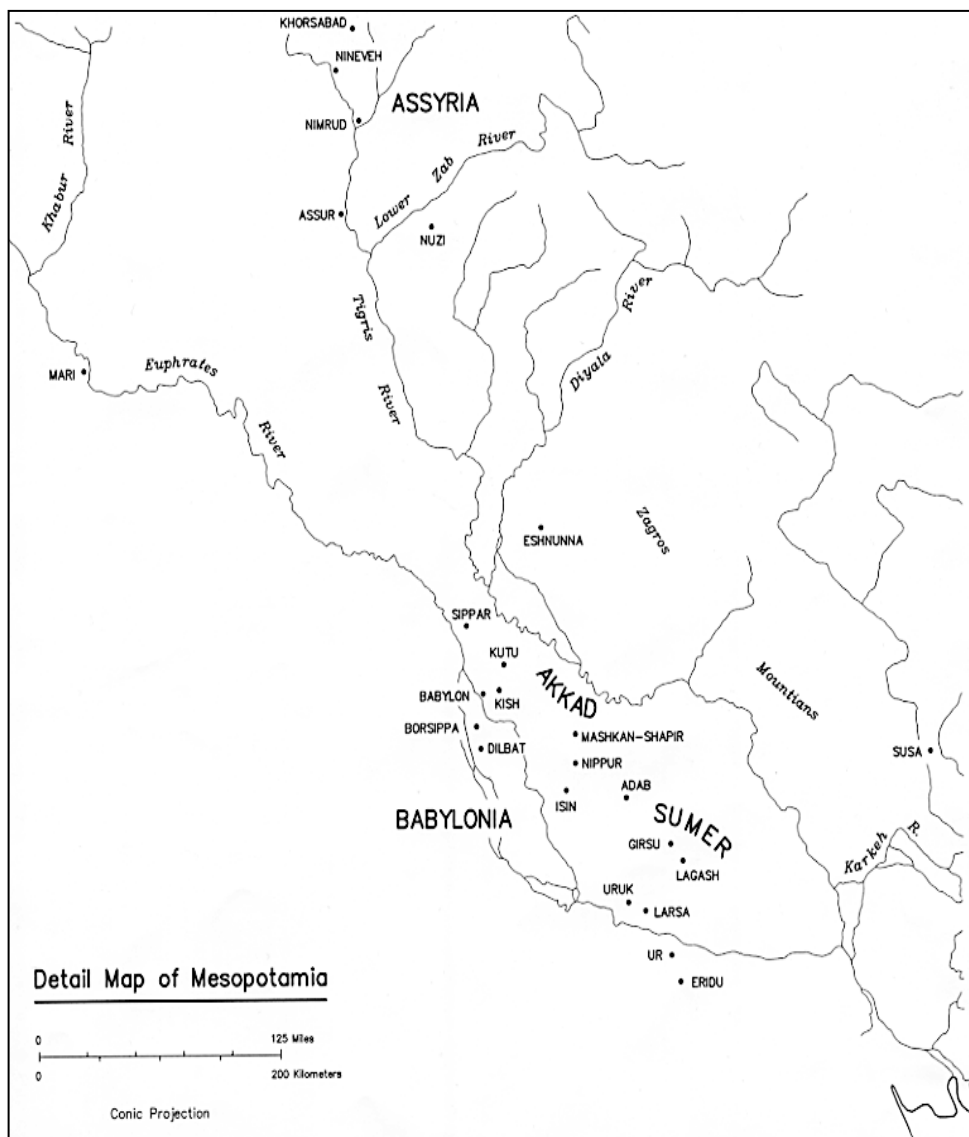 KHORSABAD
NINEVEH
ASSYRIA
NIMRUD
Khabur River
Lower Zab River
ASSUR
NUZI
Tigris River
Diyala River
MARI
Euphrates River
ESHNUNNA
Zagros Mountians
SIPPAR
KUTU
AKKAD
BABYLON
KISH
BORSIPPA
DILBAT
MASHKAN-SHAPIR
NIPPUR
SUSA
ISIN
ADAB
BABYLONIA
SUMER
GIRSU
LAGASH
Karkeh R.
URUK
LARSA
UR
ERIDU
Detail Map of Mesopotamia
0 125 Miles
0 200 Kilometers
Conic Projection